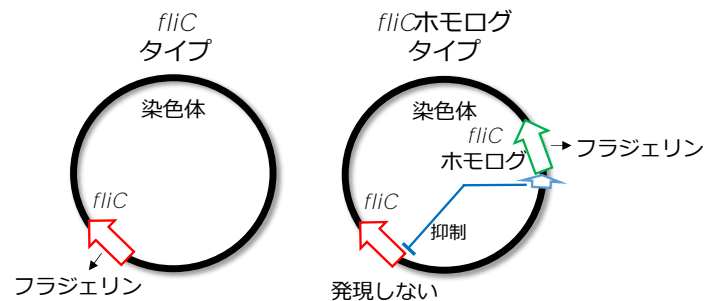 fliC
タイプ
染色体
fliC
フラジェリン
fliCホモログ
タイプ
染色体
fliC
ホモログ
フラジェリン
fliC
抑制
発現しない